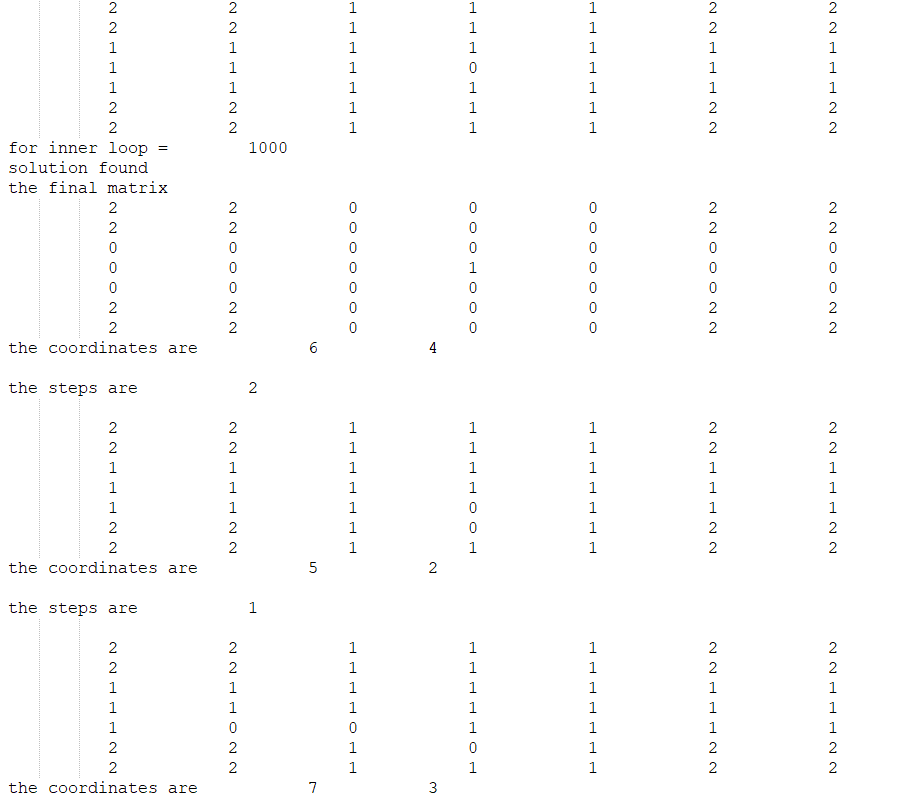 2 2 1 1 1 2 2
2 2 1 1 1 2 2
1 1 1 1 1 1 1
1 1 1 0 1 1 1
1 1 1 1 1 1 1
2 2 1 1 1 2 2
2 2 1 1 1 2 2
for inner loop = 1000
solution found
the final matrix
2 2 0 0 0 2 2
2 2 0 0 0 2 2
0 0 0 0 0 0 0
0 0 0 1 0 0 0
0 0 0 0 0 0 0
2 2 0 0 0 2 2
2 2 0 0 0 2 2
the coordinates are 6 4
the steps are 2
2 2 1 1 1 2 2
2 2 1 1 1 2 2
1 1 1 1 1 1 1
1 1 1 1 1 1 1
1 1 1 0 1 1 1
2 2 1 0 1 2 2
2 2 1 1 1 2 2
the coordinates are 5 2
the steps are 1
2 2 1 1 1 2 2
2 2 1 1 1 2 2
1 1 1 1 1 1 1
1 1 1 1 1 1 1
1 0 0 1 1 1 1
2 2 1 0 1 2 2
2 2 1 1 1 2 2
the coordinates are 7 3